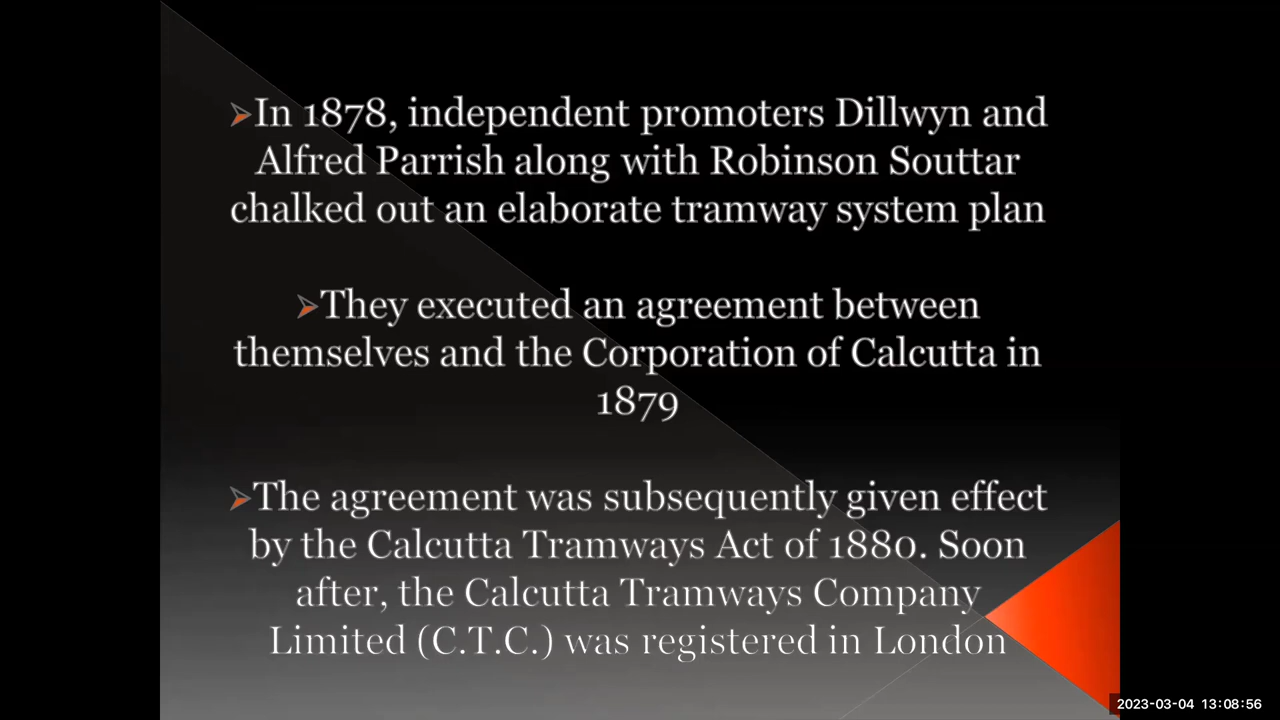 ➢In 1878, independent promoters Dillwyn and
Alfred Parrish along with Robinson Souttar
chalked out an elaborate tramway system plan
➢They executed an agreement between
themselves and the Corporation of Calcutta in
1879
➢The agreement was subsequently given effect
by the Calcutta Tramways Act of 1880. Soon
after, the Calcutta Tramways Company
Limited (C.T.C.) was registered in London
2023-03-04 13:08:56